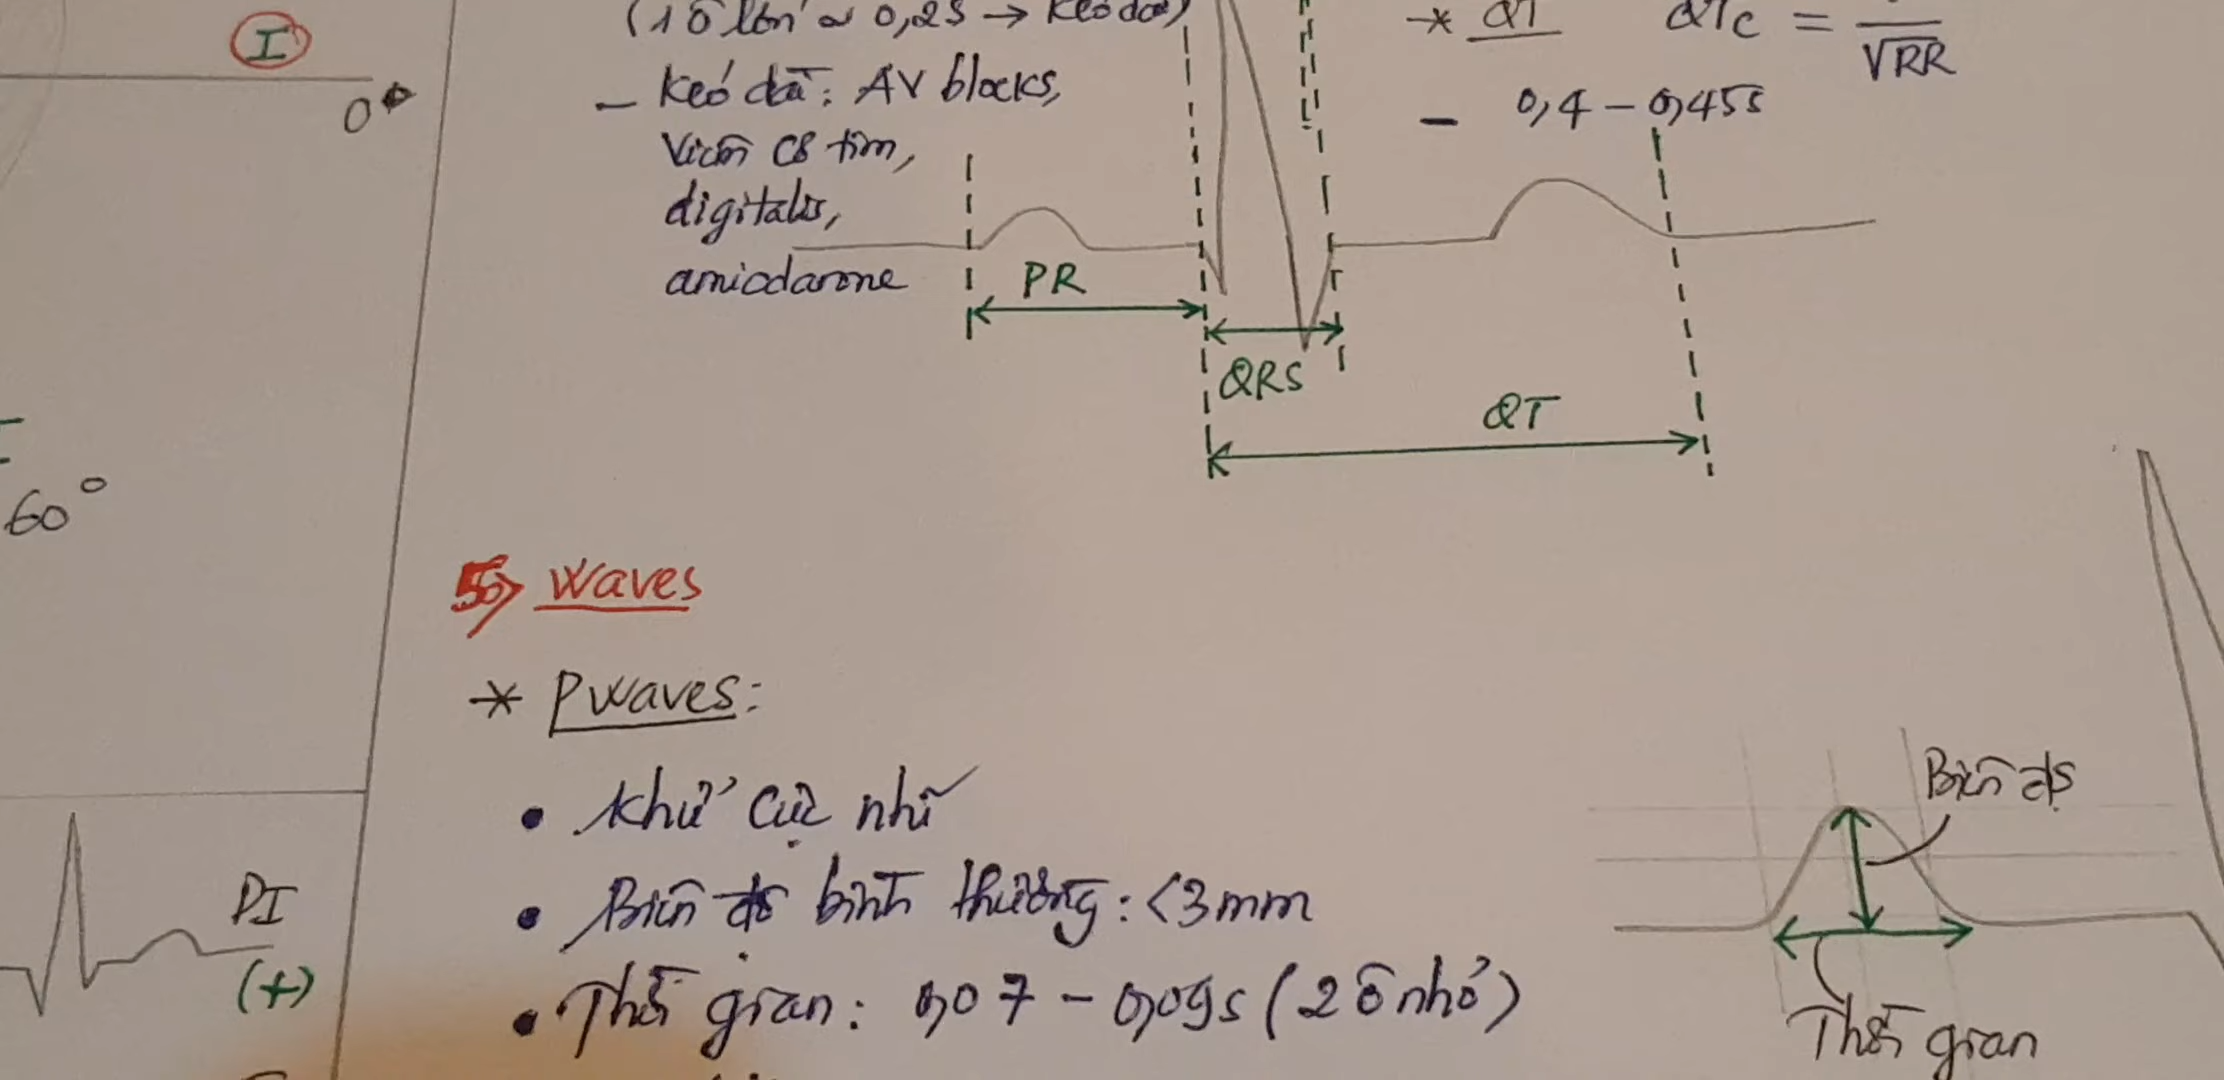 I
0
60°
DI
(+)
(1 ô lớn ~ 0,2s → kéo dài)
- Kéo dài: AV blocks,
Viêm cơ tim,
digitalis,
amiodarone
* QT QTc = √RR
- 0,4 - 0,45s
PR
QRS
QT
5> Waves
* P waves:
• Khử cực nhĩ
• Biên độ bình thường: <3mm
• Thời gian: 0,07 - 0,09s (2 ô nhỏ)
Biên độ
Thời gian